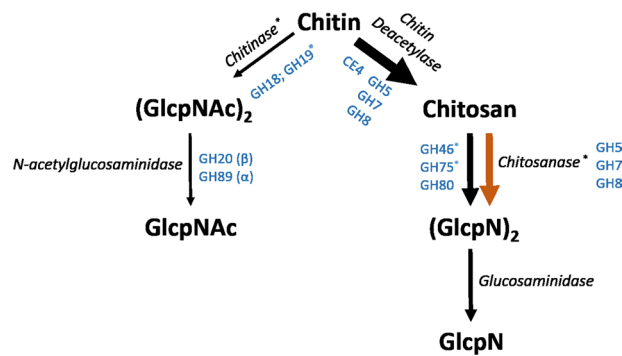 Chitin
Chitinase*
GH18; GH19*
Chitin
Deacetylase
CE4 GH5
GH7
GH8
(GlcpNAc)2
Chitosan
N-acetylglucosaminidase
GH20 (β)
GH89 (α)
GH46*
GH75*
GH80
Chitosanase*
GH5
GH7
GH8
GlcpNAc
(GlcpN)2
Glucosaminidase
GlcpN